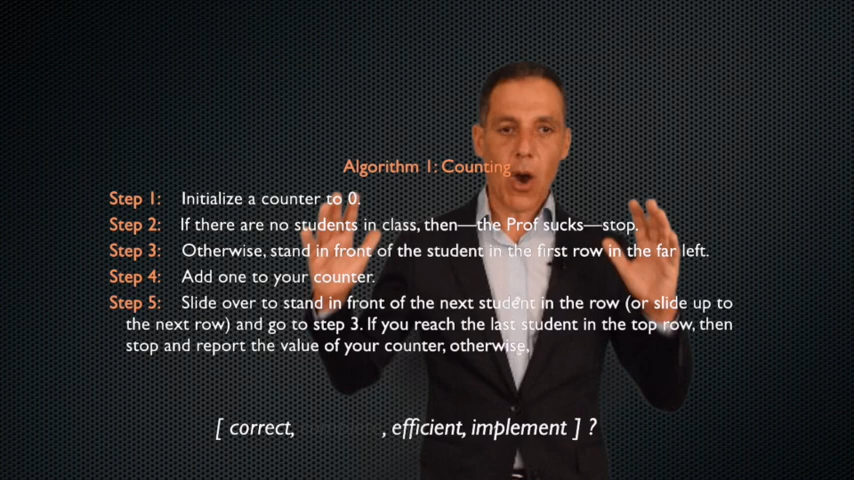 Algorithm 1: Counting
Step 1: Initialize a counter to 0.
Step 2: If there are no students in class, then—the Prof sucks—stop.
Step 3: Otherwise, stand in front of the student in the first row in the far left.
Step 4: Add one to your counter.
Step 5: Slide over to stand in front of the next student in the row (or slide up to
the next row) and go to step 3. If you reach the last student in the top row, then
stop and report the value of your counter, otherwise,
[ correct, , efficient, implement ] ?